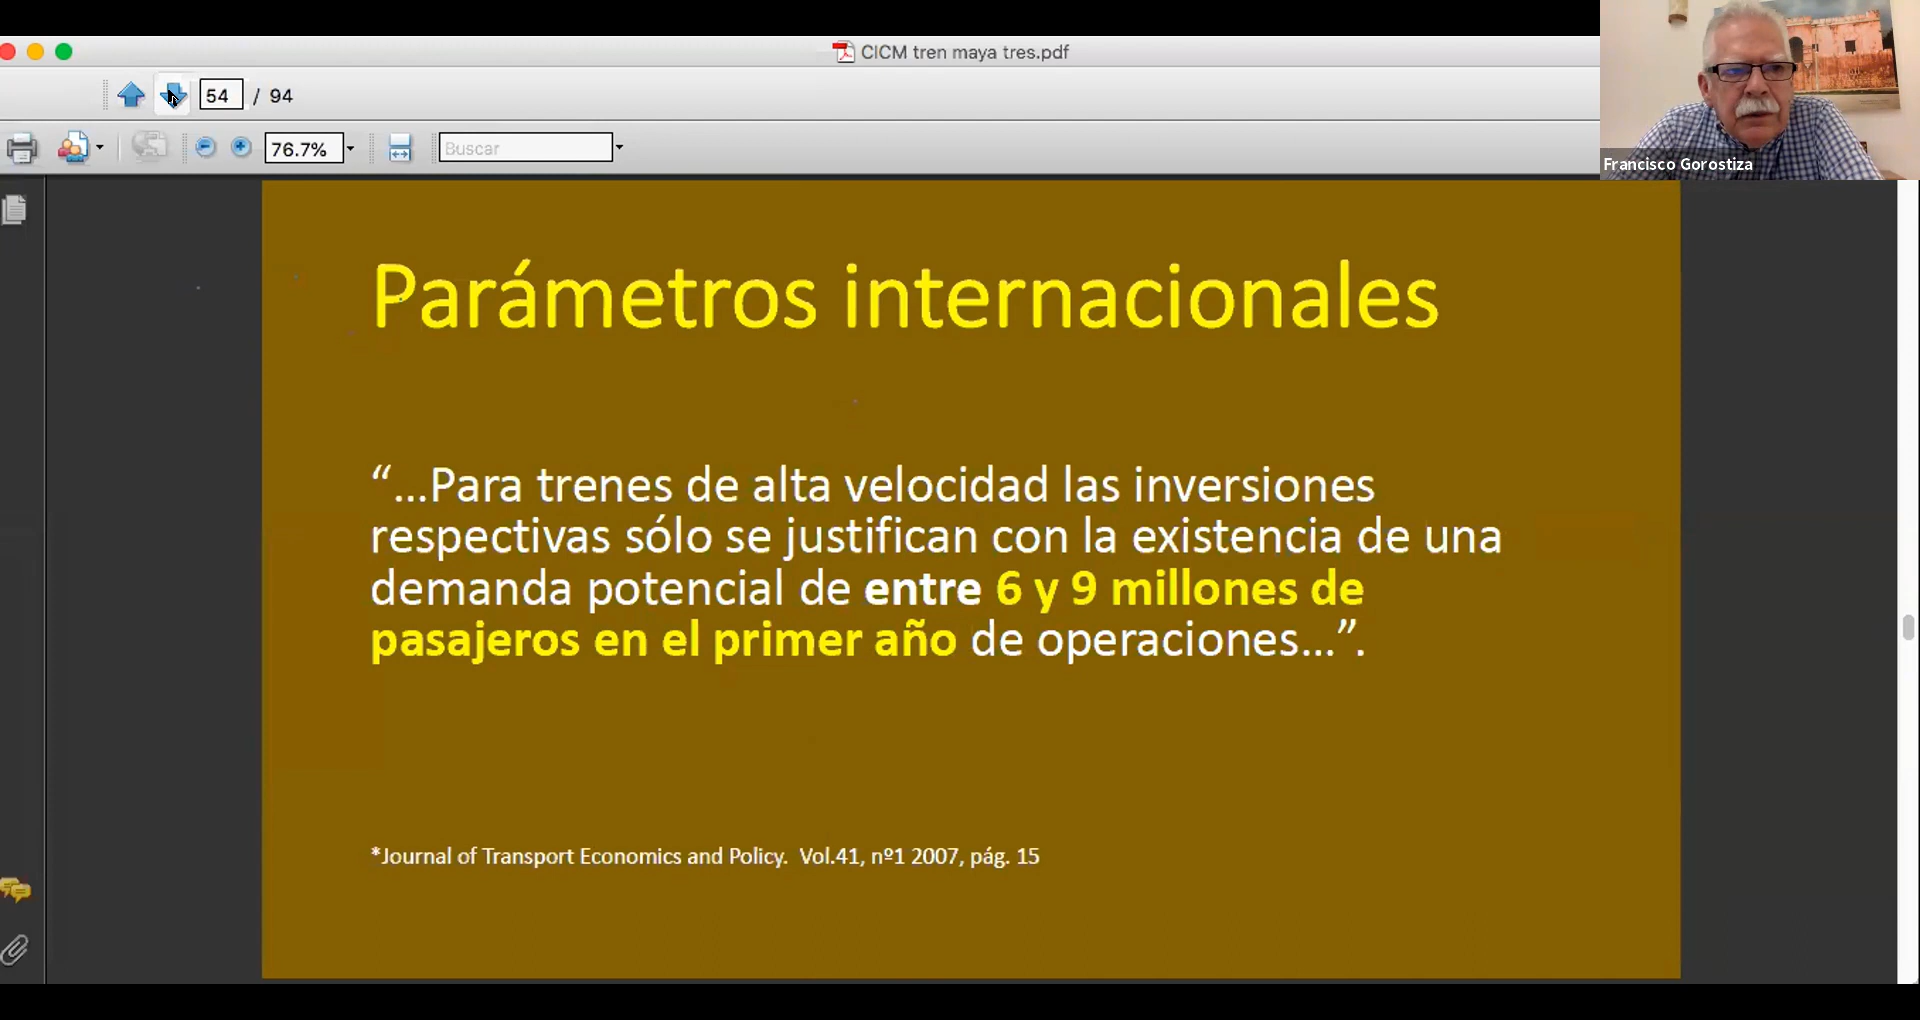 CICM tren maya tres.pdf
54 / 94
76.7%
Buscar
Francisco Gorostiza
Parámetros internacionales
“...Para trenes de alta velocidad las inversiones
respectivas sólo se justifican con la existencia de una
demanda potencial de entre 6 y 9 millones de
pasajeros en el primer año de operaciones...”.
*Journal of Transport Economics and Policy. Vol.41, nº1 2007, pág. 15